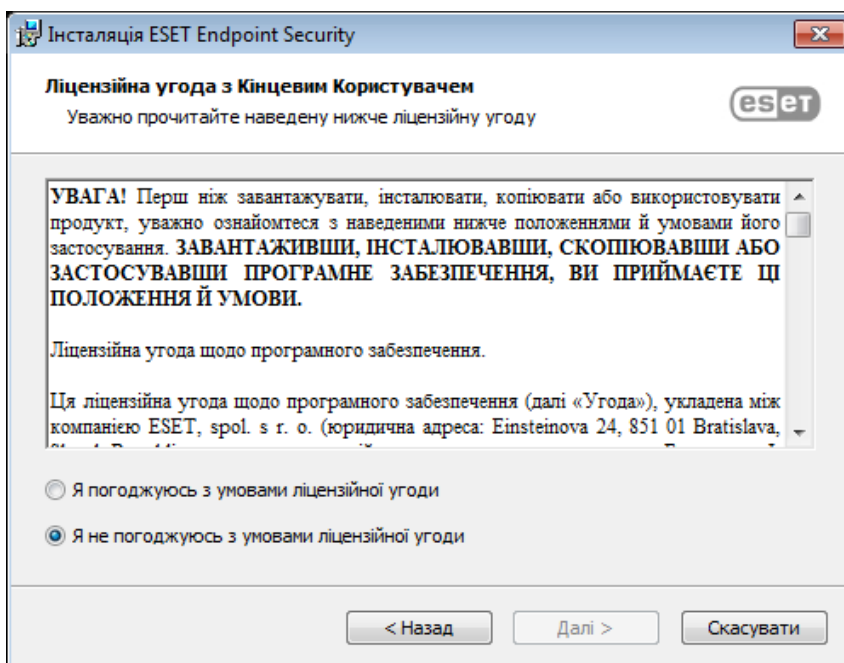 Інсталяція ESET Endpoint Security
Ліцензійна угода з Кінцевим Користувачем
Уважно прочитайте наведену нижче ліцензійну угоду
eset
УВАГА! Перш ніж завантажувати, інсталювати, копіювати або використовувати
продукт, уважно ознайомтеся з наведеними нижче положеннями й умовами його
застосування. ЗАВАНТАЖИВШИ, ІНСТАЛЮВАВШИ, СКОПІЮВАВШИ АБО
ЗАСТОСУВАВШИ ПРОГРАМНЕ ЗАБЕЗПЕЧЕННЯ, ВИ ПРИЙМАЄТЕ ЦІ
ПОЛОЖЕННЯ Й УМОВИ.
Ліцензійна угода щодо програмного забезпечення.
Ця ліцензійна угода щодо програмного забезпечення (далі «Угода»), укладена між
компанією ESET, spol. s r. o. (юридична адреса: Einsteinova 24, 851 01 Bratislava,
Я погоджуюсь з умовами ліцензійної угоди
Я не погоджуюсь з умовами ліцензійної угоди
< Назад
Далі >
Скасувати